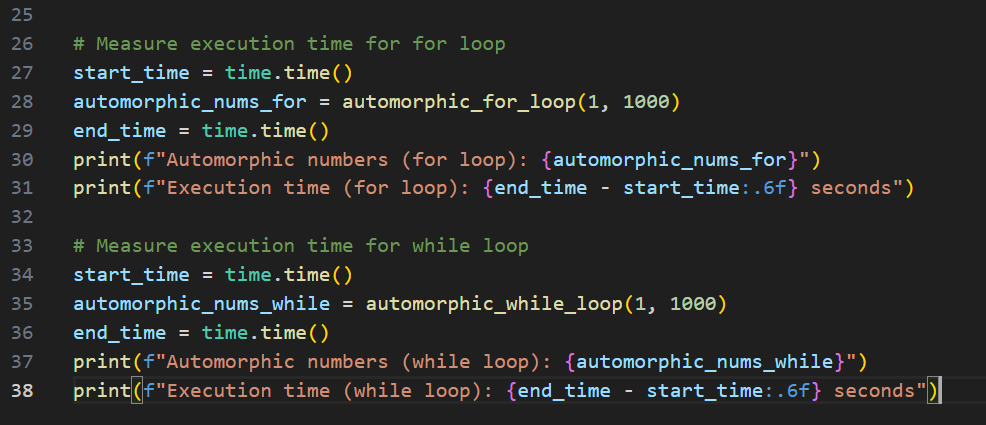 25
26 # Measure execution time for for loop
27 start_time = time.time()
28 automorphic_nums_for = automorphic_for_loop(1, 1000)
29 end_time = time.time()
30 print(f"Automorphic numbers (for loop): {automorphic_nums_for}")
31 print(f"Execution time (for loop): {end_time - start_time:.6f} seconds")
32
33 # Measure execution time for while loop
34 start_time = time.time()
35 automorphic_nums_while = automorphic_while_loop(1, 1000)
36 end_time = time.time()
37 print(f"Automorphic numbers (while loop): {automorphic_nums_while}")
38 print(f"Execution time (while loop): {end_time - start_time:.6f} seconds")